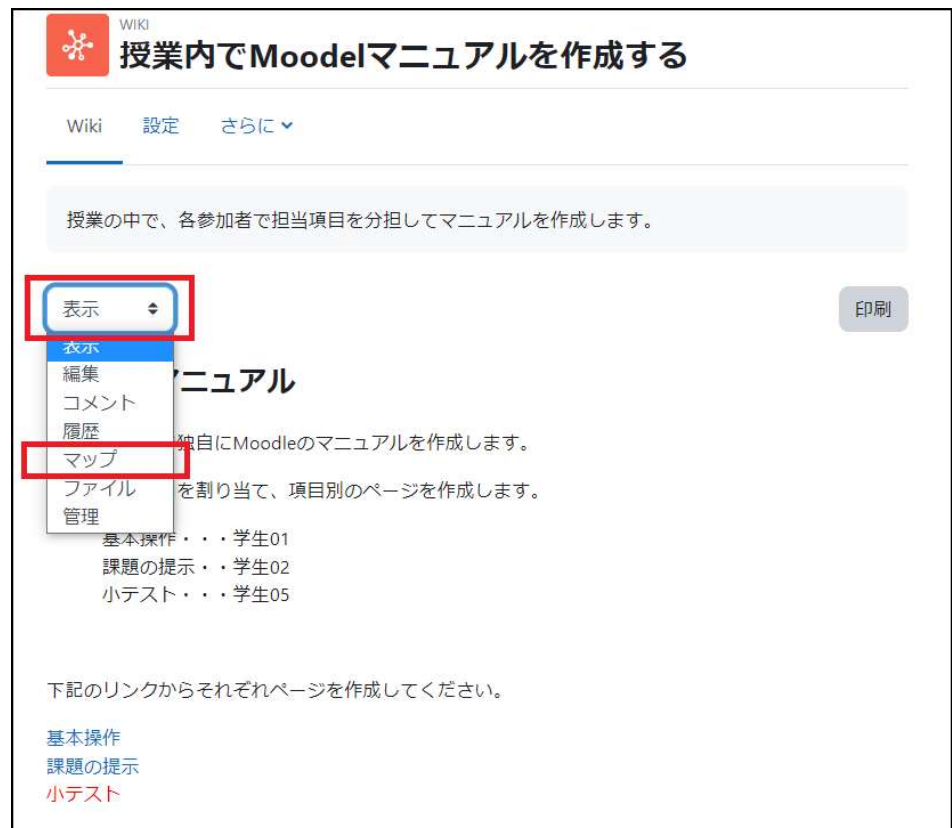 WIKI
授業内でMoodelマニュアルを作成する
Wiki 設定 さらに
授業の中で、各参加者で担当項目を分担してマニュアルを作成します。
表示 印刷
表示
編集
コメント
履歴
マップ
ファイル
管理
マニュアル
独自にMoodleのマニュアルを作成します。
を割り当て、項目別のページを作成します。
基本操作・・・学生01
課題の提示・・学生02
小テスト・・・学生05
下記のリンクからそれぞれページを作成してください。
基本操作
課題の提示
小テスト